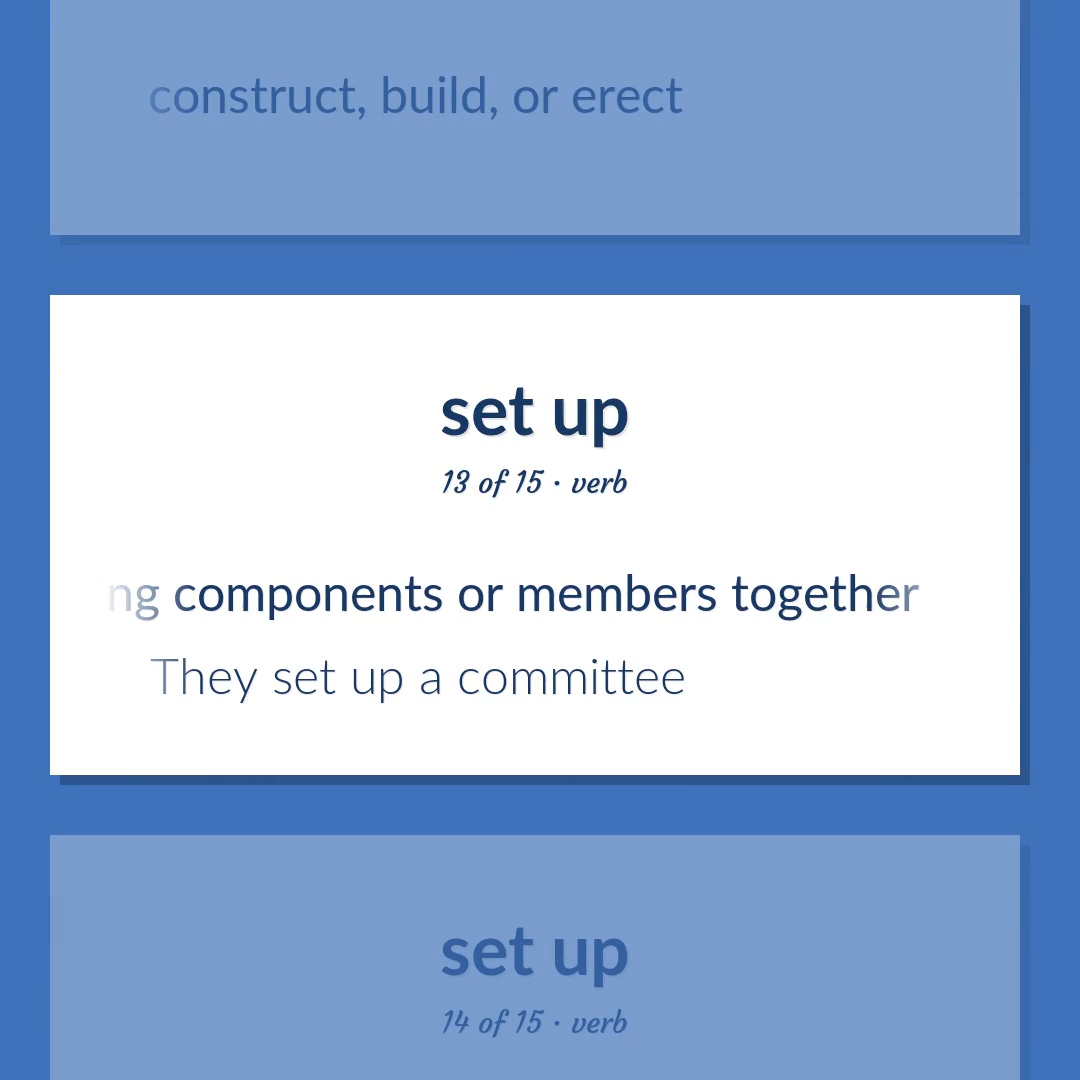 construct, build, or erect
set up
13 of 15 · verb
ng components or members together
They set up a committee
set up
14 of 15 · verb